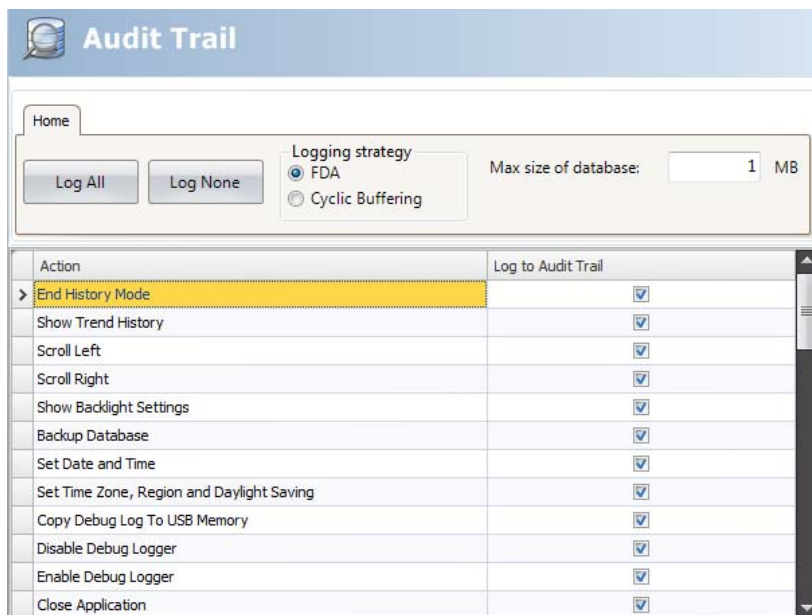 Audit Trail
Home
Log All
Log None
Logging strategy
FDA
Cyclic Buffering
Max size of database:
1 MB
Action Log to Audit Trail
End History Mode
Show Trend History
Scroll Left
Scroll Right
Show Backlight Settings
Backup Database
Set Date and Time
Set Time Zone, Region and Daylight Saving
Copy Debug Log To USB Memory
Disable Debug Logger
Enable Debug Logger
Close Application